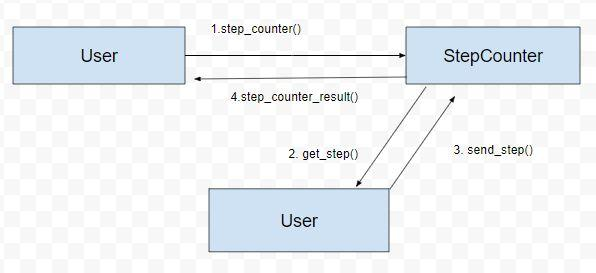 1.step_counter()
User
StepCounter
4.step_counter_result()
2. get_step()
3. send_step()
User